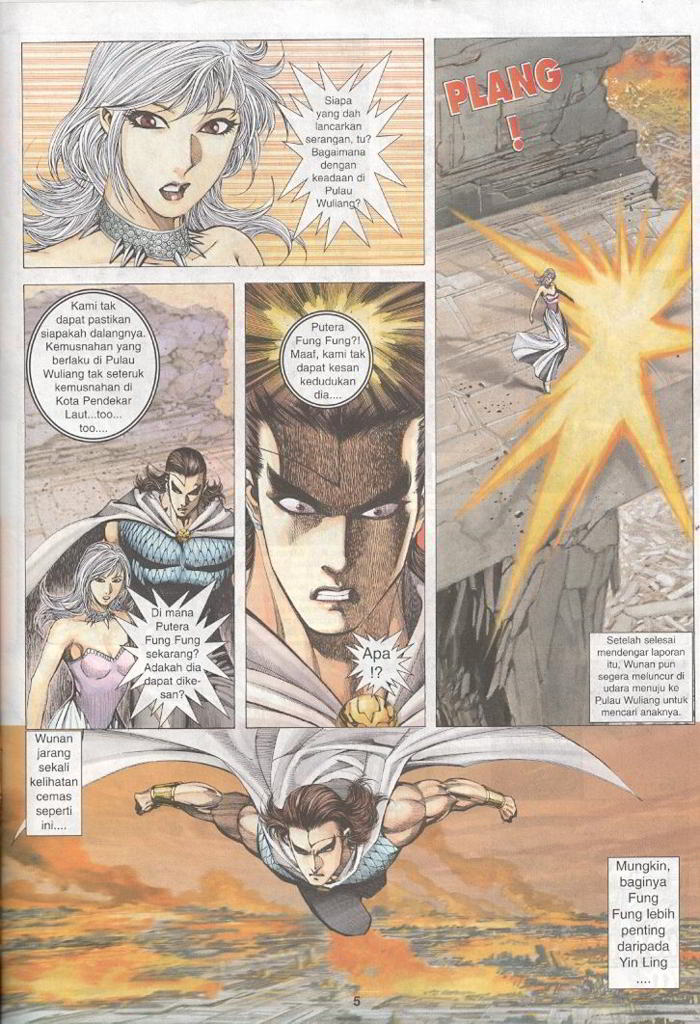 Siapa
yang dah
lancarkan
serangan, tu?
Bagaimana
dengan
keadaan di
Pulau
Wuliang?
PLANG
!
Kami tak
dapat pastikan
siapakah dalangnya.
Kemusnahan yang
berlaku di Pulau
Wuliang tak seteruk
kemusnahan di
Kota Pendekar
Laut...too...
too....
Di mana
Putera
Fung Fung
sekarang?
Adakah dia
dapat dike-
san?
Putera
Fung Fung?!
Maaf, kami tak
dapat kesan
kedudukan
dia....
Apa
!?
Setelah selesai
mendengar laporan
itu, Wunan pun
segera meluncur di
udara menuju ke
Pulau Wuliang untuk
mencari anaknya.
Wunan
jarang
sekali
kelihatan
cemas
seperti
ini....
Mungkin,
baginya
Fung
Fung lebih
penting
daripada
Yin Ling
....
5